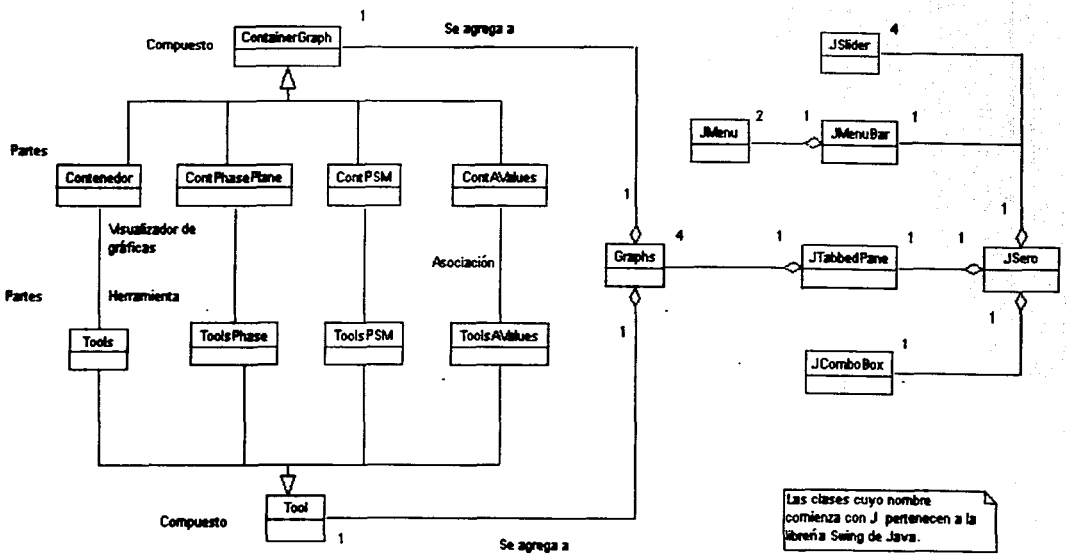 1
Se agrega a
4
Compuesto
ContainerGraph
JSlider
2
1
1
JMenu
JMenuBar
Partes
Contenedor
ContPhasePlane
ContPSM
ContAValues
1
1
Visualizador de
gráficas
Asociación
4
1
1
1
Graphs
JTabbedPane
JSero
Partes
Herramienta
1
1
Tools
ToolsPhase
ToolsPSM
ToolsAValues
1
JComboBox
Tool
Compuesto
1
Se agrega a
Las clases cuyo nombre
comienza con J pertenecen a la
librería Swing de Java.